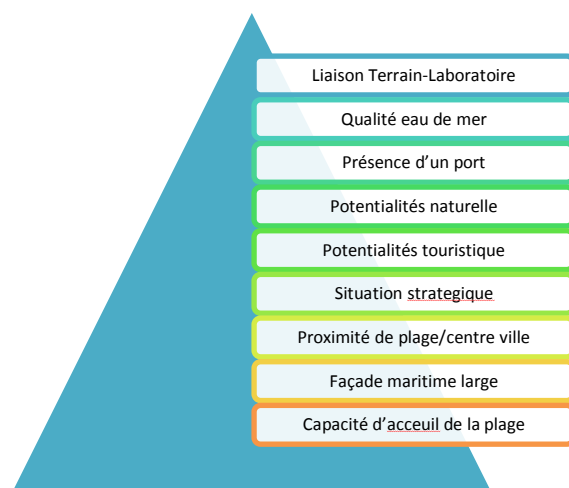 Liaison Terrain-Laboratoire
Qualité eau de mer
Présence d’un port
Potentialités naturelle
Potentialités touristique
Situation strategique
Proximité de plage/centre ville
Façade maritime large
Capacité d’acceuil de la plage